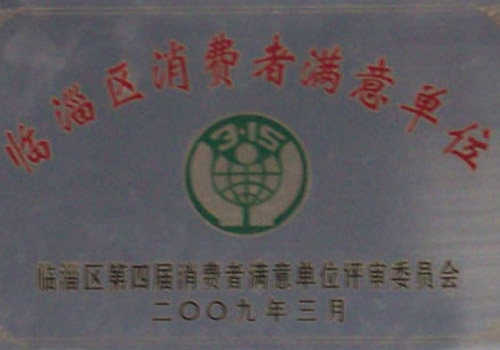 临淄区消费者满意单位
3·15
临淄区第四届消费者满意单位评审委员会
二〇〇九年三月